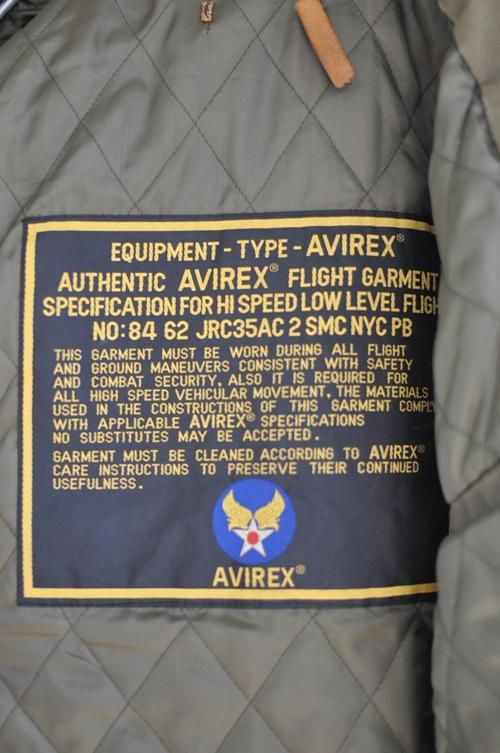 EQUIPMENT - TYPE - AVIREX®
AUTHENTIC AVIREX® FLIGHT GARMENT
SPECIFICATION FOR HI SPEED LOW LEVEL FLIGH
NO: 84 62 JRC35AC 2 SMC NYC PB
THIS GARMENT MUST BE WORN DURING ALL FLIGHT
AND GROUND MANEUVERS CONSISTENT WITH SAFETY
AND COMBAT SECURITY. ALSO IT IS REQUIRED FOR
ALL HIGH SPEED VEHICULAR MOVEMENT. THE MATERIALS
USED IN THE CONSTRUCTIONS OF THIS GARMENT COMPLY
WITH APPLICABLE AVIREX® SPECIFICATIONS
NO SUBSTITUTES MAY BE ACCEPTED.
GARMENT MUST BE CLEANED ACCORDING TO AVIREX®
CARE INSTRUCTIONS TO PRESERVE THEIR CONTINUED
USEFULNESS.
AVIREX®